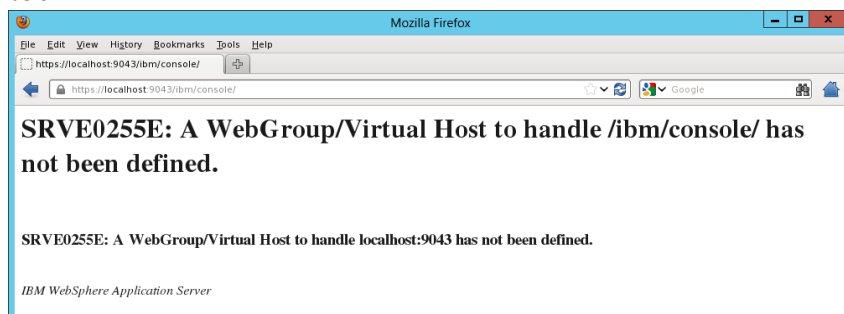 Mozilla Firefox
File Edit View History Bookmarks Tools Help
https://localhost:9043/ibm/console/
https://localhost:9043/ibm/console/ Google
SRVE0255E: A WebGroup/Virtual Host to handle /ibm/console/ has
not been defined.
SRVE0255E: A WebGroup/Virtual Host to handle localhost:9043 has not been defined.
IBM WebSphere Application Server